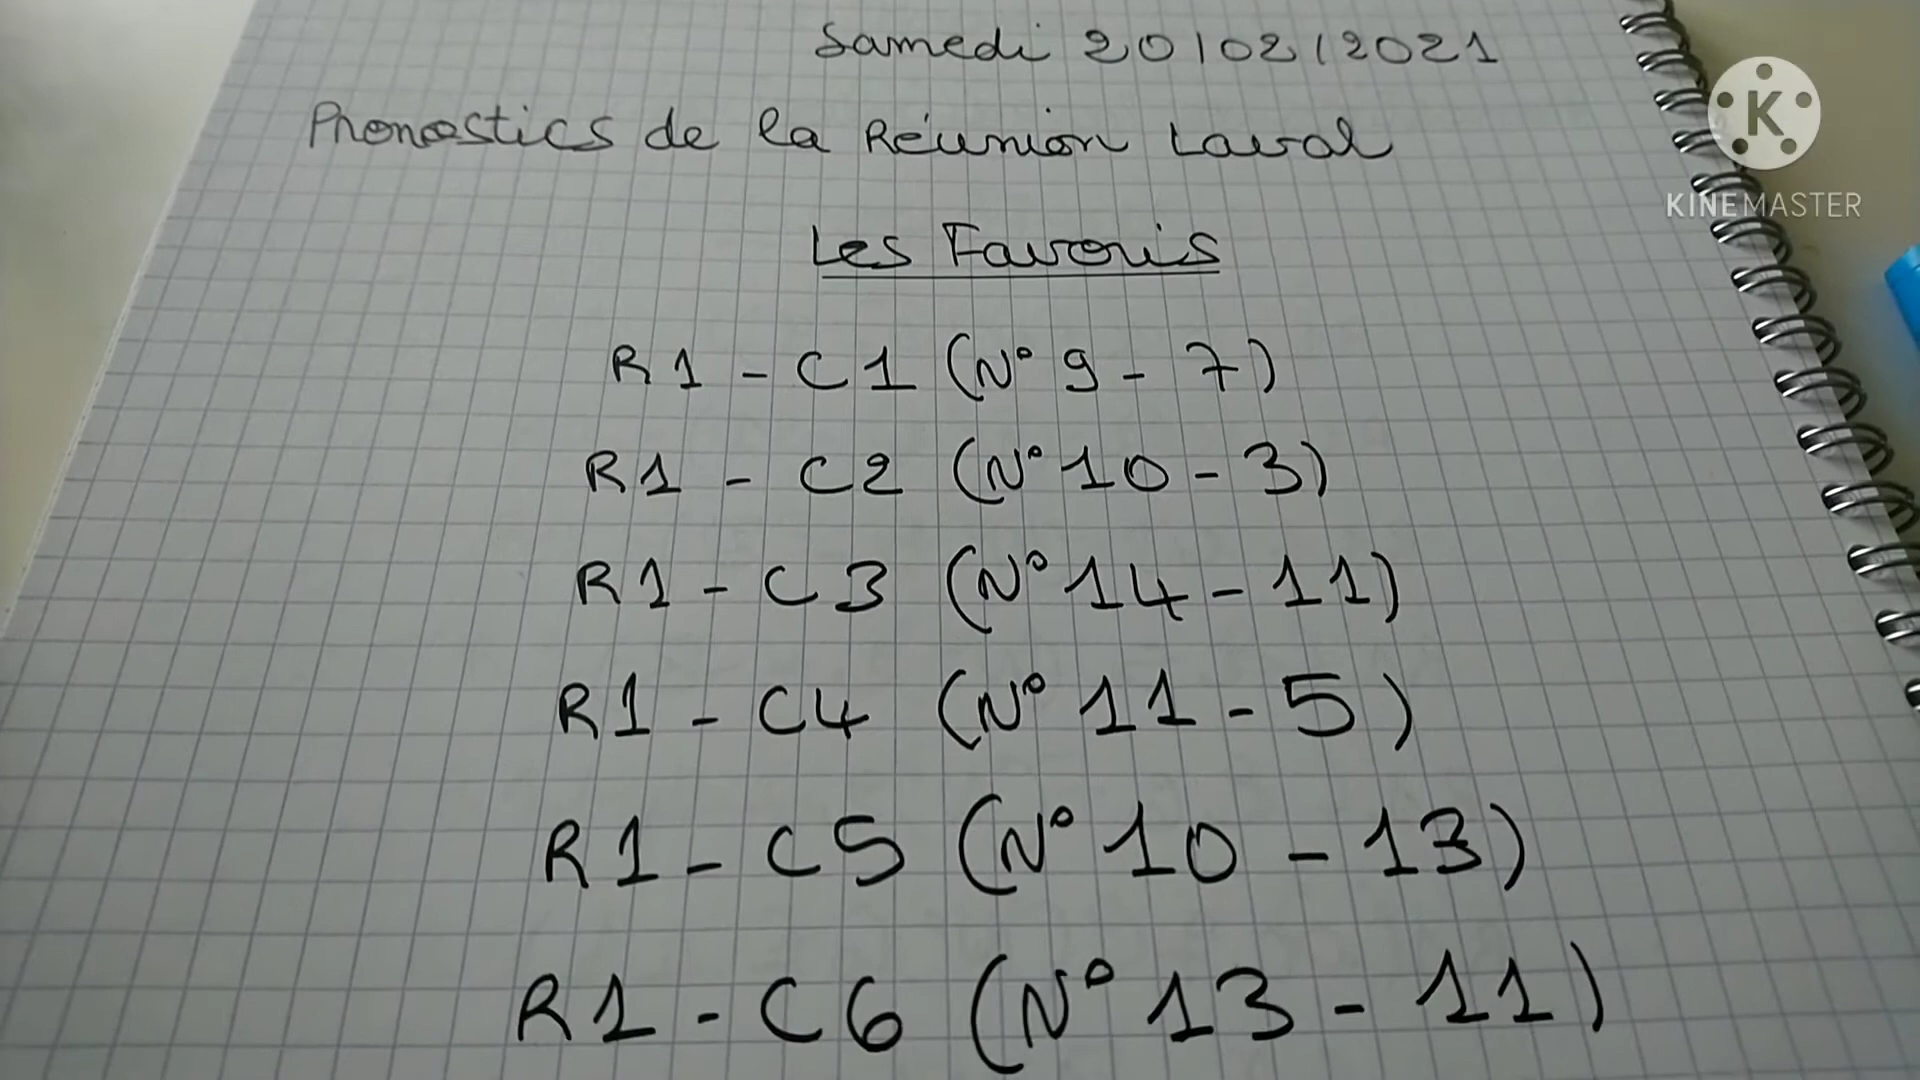 Samedi 20/02/2021
Pronostics de la Réunion Laval
Les Favoris
R1 - C1 (N° 9 - 7)
R1 - C2 (N° 10 - 3)
R1 - C3 (N° 14 - 11)
R1 - C4 (N° 11 - 5)
R1 - C5 (N° 10 - 13)
R1 - C6 (N° 13 - 11)
K
KINEMASTER